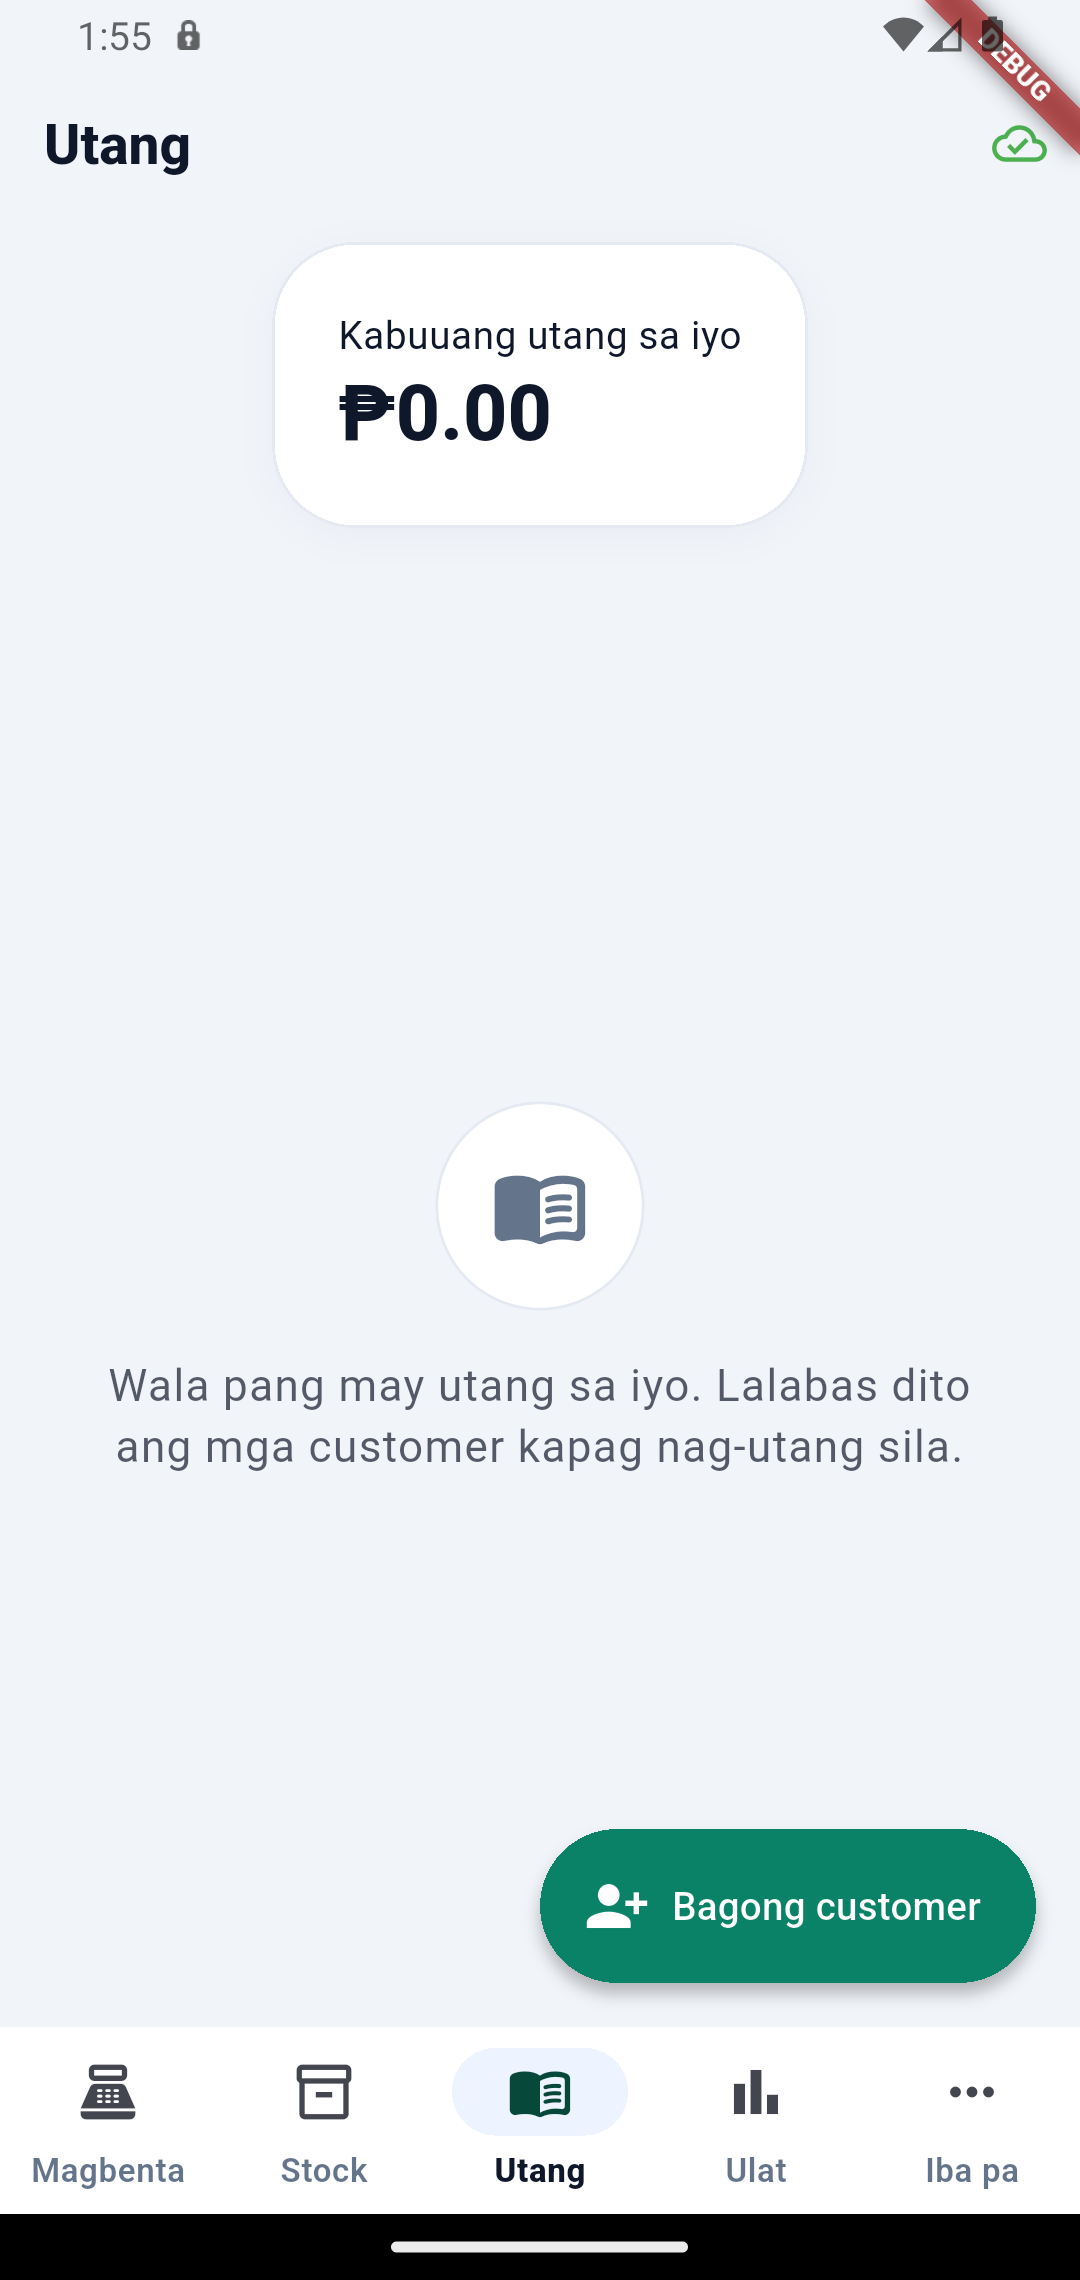 1:55
DEBUG
Utang
Kabuuang utang sa iyo
₱0.00
Wala pang may utang sa iyo. Lalabas dito
ang mga customer kapag nag-utang sila.
Bagong customer
Magbenta
Stock
Utang
Ulat
Iba pa